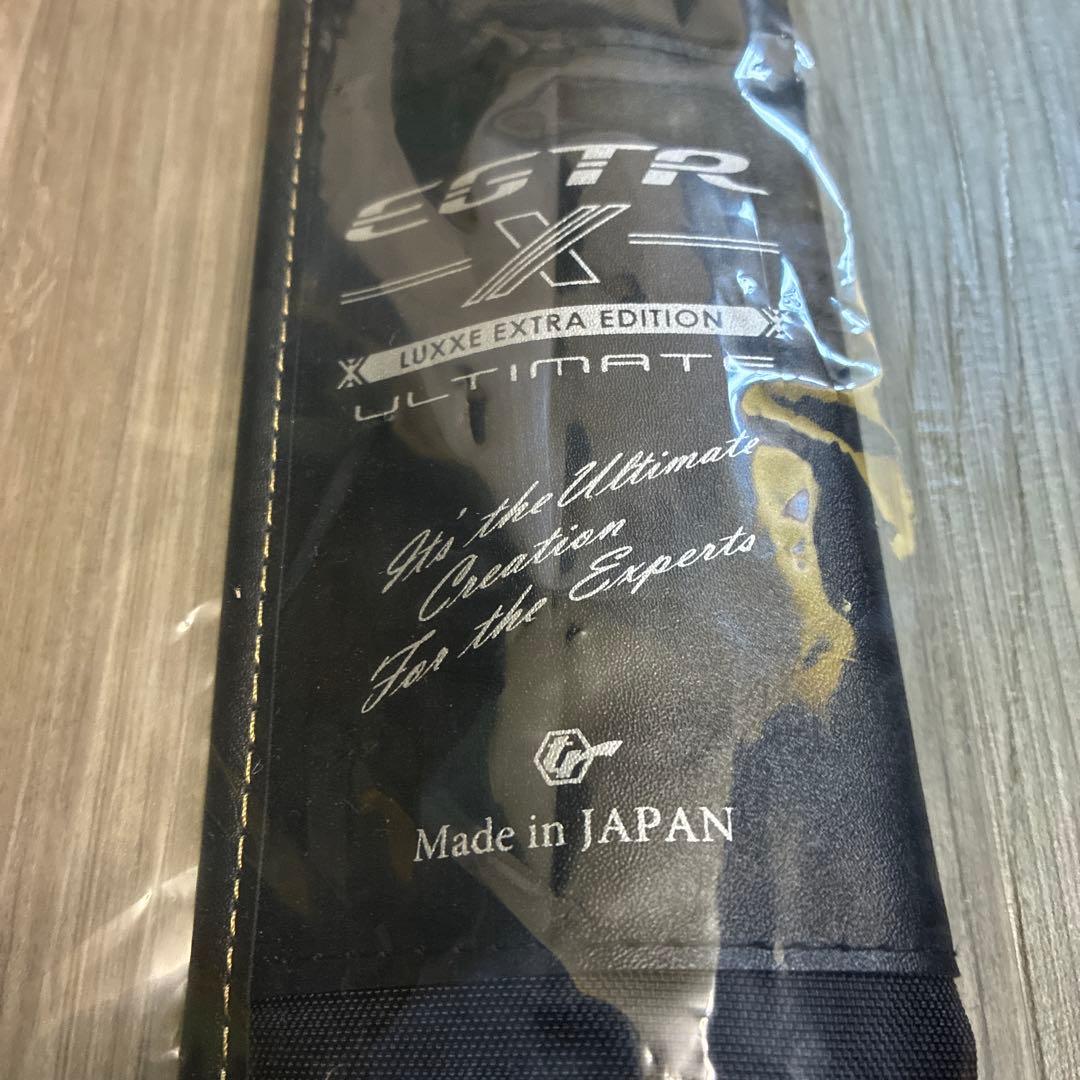 EGTR
X
LUXXE EXTRA EDITION
ULTIMATE
It's the Ultimate
Creation
For the Experts
Made in JAPAN